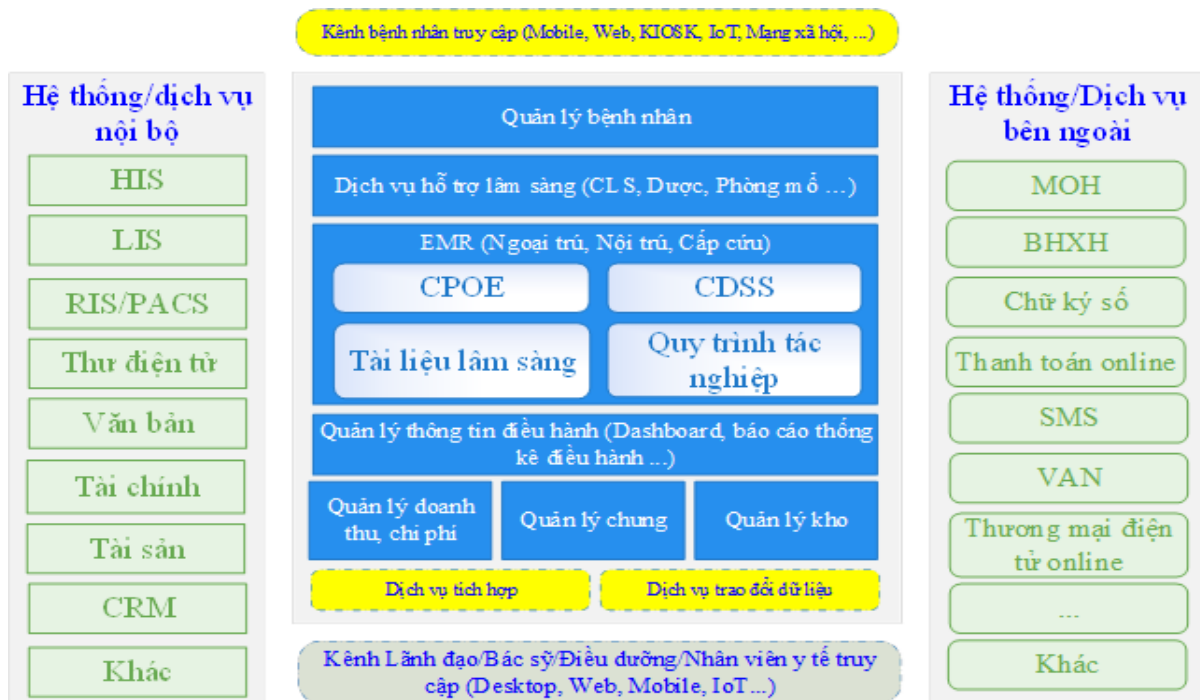 Kênh bệnh nhân truy cập (Mobile, Web, KIOSK, IoT, Mạng xã hội, ...)
Hệ thống/dịch vụ
nội bộ
HIS
LIS
RIS/PACS
Thư điện tử
Văn bản
Tài chính
Tài sản
CRM
Khác
Quản lý bệnh nhân
Dịch vụ hỗ trợ lâm sàng (CLS, Dược, Phòng mổ ...)
EMR (Ngoại trú, Nội trú, Cấp cứu)
CPOE
CDSS
Tài liệu lâm sàng
Quy trình tác
nghiệp
Quản lý thông tin điều hành (Dashboard, báo cáo thống
kê điều hành ...)
Quản lý doanh
thu, chi phí
Quản lý chung
Quản lý kho
Dịch vụ tích hợp
Dịch vụ trao đổi dữ liệu
Kênh Lãnh đạo/Bác sỹ/Điều dưỡng/Nhân viên y tế truy
cập (Desktop, Web, Mobile, IoT...)
Hệ thống/Dịch vụ
bên ngoài
MOH
BHXH
Chữ ký số
Thanh toán online
SMS
VAN
Thương mại điện
tử online
...
Khác